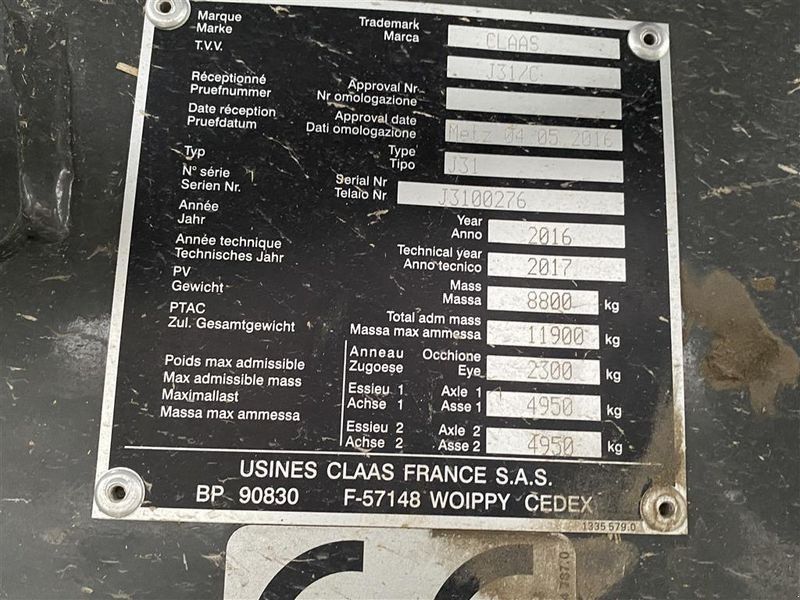 Marque Trademark
Marke Marca CLAAS
T.V.V. J31/C
Réceptionné Approval Nr
Pruefnummer Nr omologazione
Date réception Approval date
Pruefdatum Dati omologazione Metz 04 05.2016
Typ Type
Tipo J31
N° série Serial Nr
Serien Nr. Telaio Nr J3100276
Année Year
Jahr Anno 2016
Année technique Technical year
Technisches Jahr Anno tecnico 2017
PV Mass
Gewicht Massa 8800 kg
PTAC Total adm mass
Zul. Gesamtgewicht Massa max ammessa 11900 kg
Poids max admissible
Max admissible mass
Maximallast
Massa max ammessa
Anneau Occhione
Zugoese Eye 2300 kg
Essieu 1 Axle 1
Achse 1 Asse 1 4950 kg
Essieu 2 Axle 2
Achse 2 Asse 2 4950 kg
USINES CLAAS FRANCE S.A.S.
BP 90830 F-57148 WOIPPY CEDEX
1335 579.0